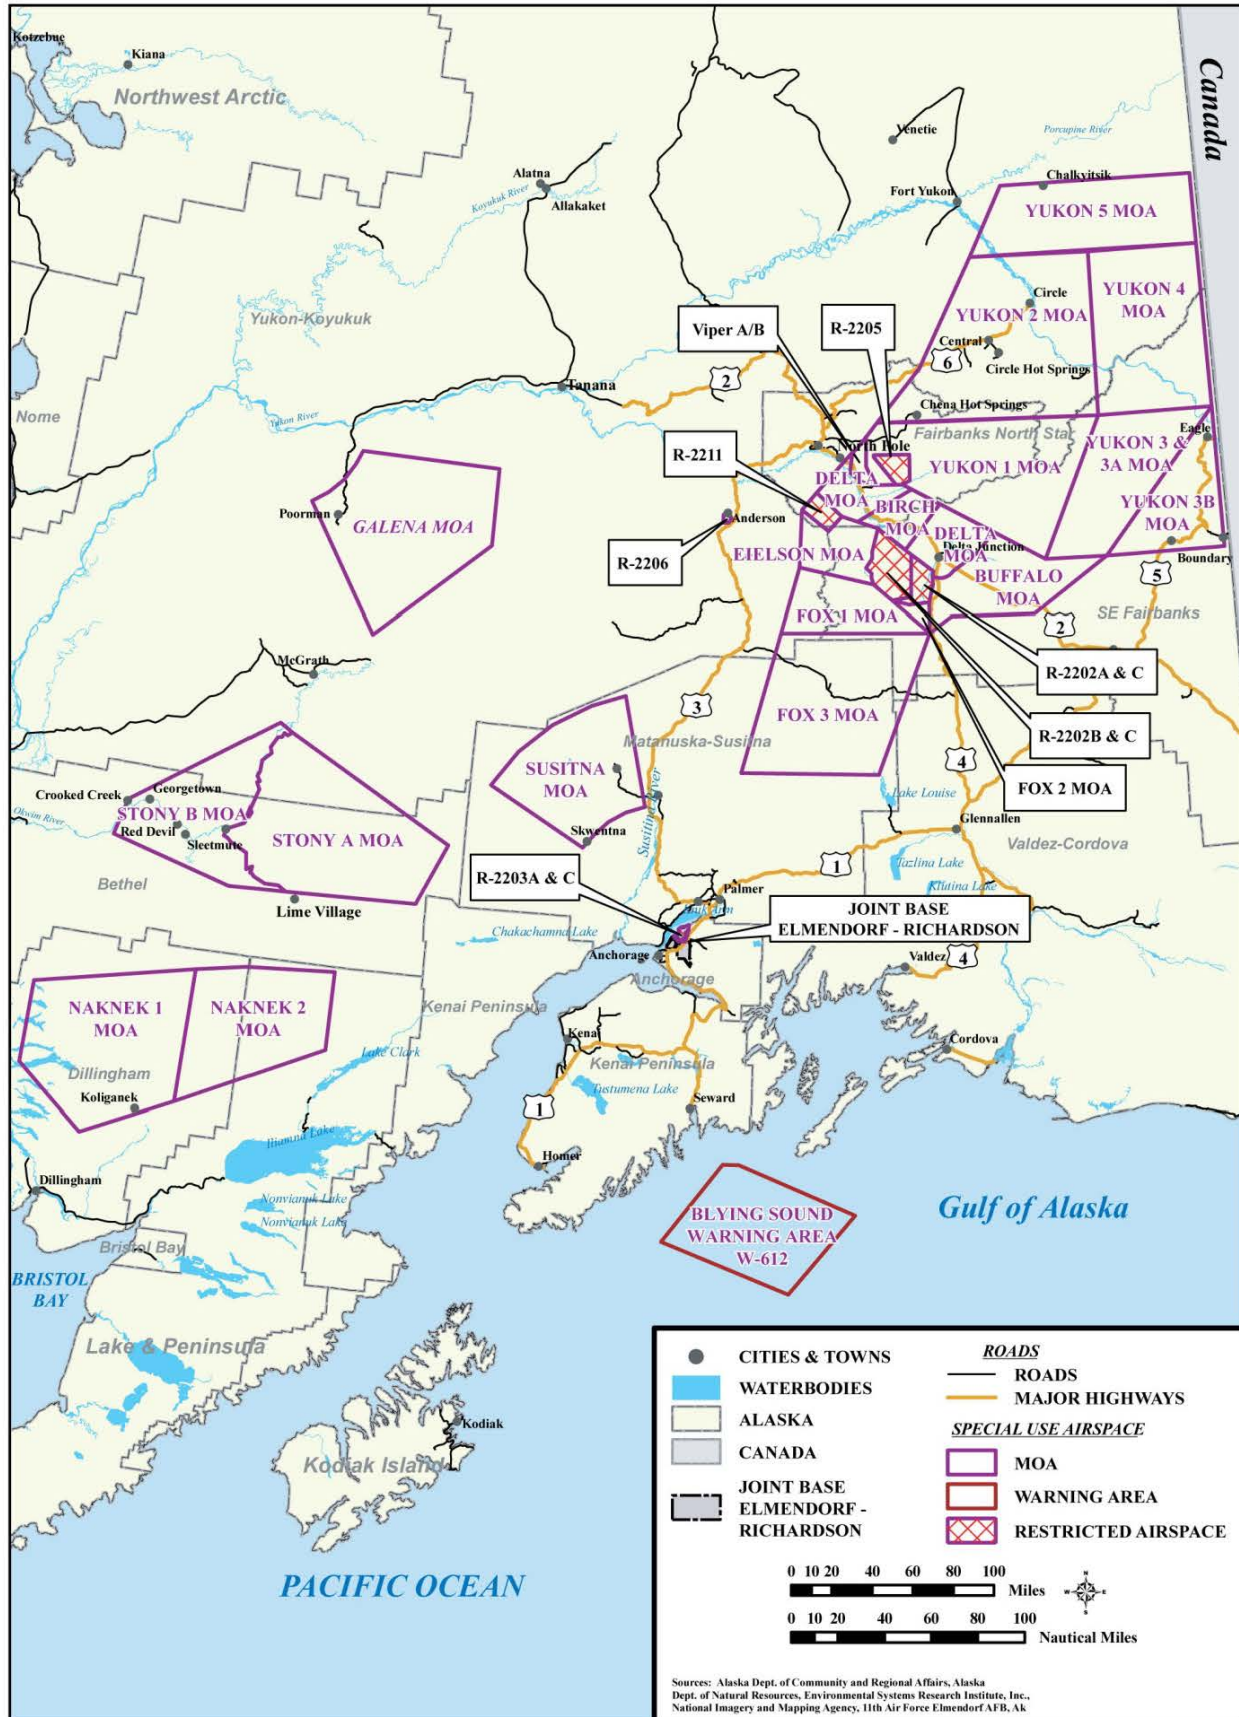 Kotzebue
Kiana
Canada
Northwest Arctic
Venetie
Porcupine River
Alatna
Koyukuk River
Allakaket
Fort Yukon
Chalkyitsik
YUKON 5 MOA
Yukon-Koyukuk
Circle
YUKON 4
MOA
YUKON 2 MOA
Viper A/B
R-2205
Central
6
Circle Hot Springs
Tanana
2
Nome
Yukon River
Chena Hot Springs
Fairbanks North Star
Eagle
North Pole
YUKON 3 &
3A MOA
R-2211
YUKON 1 MOA
DELTA
MOA
Poorman
GALENA MOA
Anderson
BIRCH
MOA
YUKON 3B
MOA
DELTA
MOA
Delta Junction
EIELSON MOA
R-2206
Boundary
BUFFALO
MOA
5
FOX 1 MOA
SE Fairbanks
2
McGrath
R-2202A & C
3
FOX 3 MOA
Matanuska-Susitna
R-2202B & C
SUSITNA
MOA
4
FOX 2 MOA
Crooked Creek
Georgetown
STONY B MOA
Okwim River
Red Devil
Sleetmute
STONY A MOA
Susitina River
Lake Louise
Glennallen
Skwentna
Valdez-Cordova
1
Tazlina Lake
Bethel
R-2203A & C
Palmer
Klutina Lake
Lime Village
JOINT BASE
ELMENDORF - RICHARDSON
Chakachamna Lake
Anchorage
Valdez
4
Anchorage
NAKNEK 1
MOA
NAKNEK 2
MOA
Kenai Peninsula
Kenai
Cordova
Lake Clark
Kenai Peninsula
Dillingham
Tustumena Lake
Koliganek
1
Seward
Iliamna Lake
Homer
Dillingham
Nonvianuk Lake
Gulf of Alaska
BLYING SOUND
WARNING AREA
W-612
Nonvianuk Lake
Bristol Bay
BRISTOL
BAY
Lake & Peninsula
Kodiak
Kodiak Island
PACIFIC OCEAN
CITIES & TOWNS
WATERBODIES
ALASKA
CANADA
JOINT BASE
ELMENDORF -
RICHARDSON
ROADS
ROADS
MAJOR HIGHWAYS
SPECIAL USE AIRSPACE
MOA
WARNING AREA
RESTRICTED AIRSPACE
0 10 20 40 60 80 100
Miles
N
W E
S
0 10 20 40 60 80 100
Nautical Miles
Sources: Alaska Dept. of Community and Regional Affairs, Alaska
Dept. of Natural Resources, Environmental Systems Research Institute, Inc.,
National Imagery and Mapping Agency, 11th Air Force Elmendorf AFB, Ak